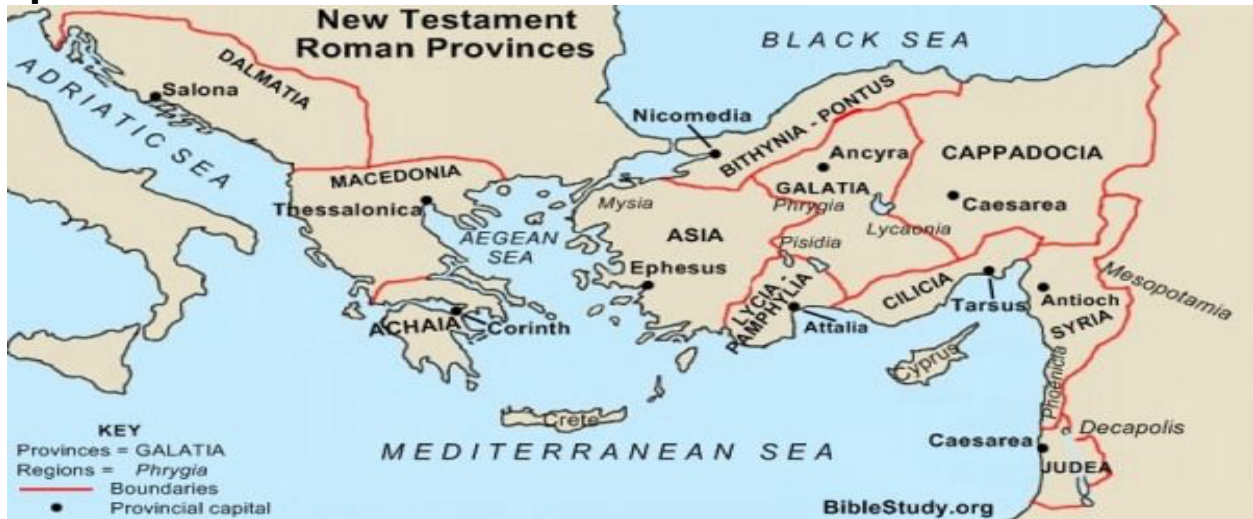 New Testament
Roman Provinces
BLACK SEA
ADRIATIC SEA
DALMATIA
Salona
Nicomedia
BITHYNIA - PONTUS
Ancyra
CAPPADOCIA
MACEDONIA
GALATIA
Thessalonica
Mysia
Phrygia
Caesarea
AEGEAN
SEA
ASIA
Pisidia
Lycaonia
Ephesus
LYCIA -
PAMPHYLIA
CILICIA
Mesopotamia
Tarsus
Antioch
ACHAIA
Corinth
Attalia
SYRIA
Cyprus
Phoenicia
Crete
KEY
Provinces = GALATIA
Regions = Phrygia
Boundaries
Provincial capital
MEDITERRANEAN SEA
Decapolis
Caesarea
JUDEA
BibleStudy.org